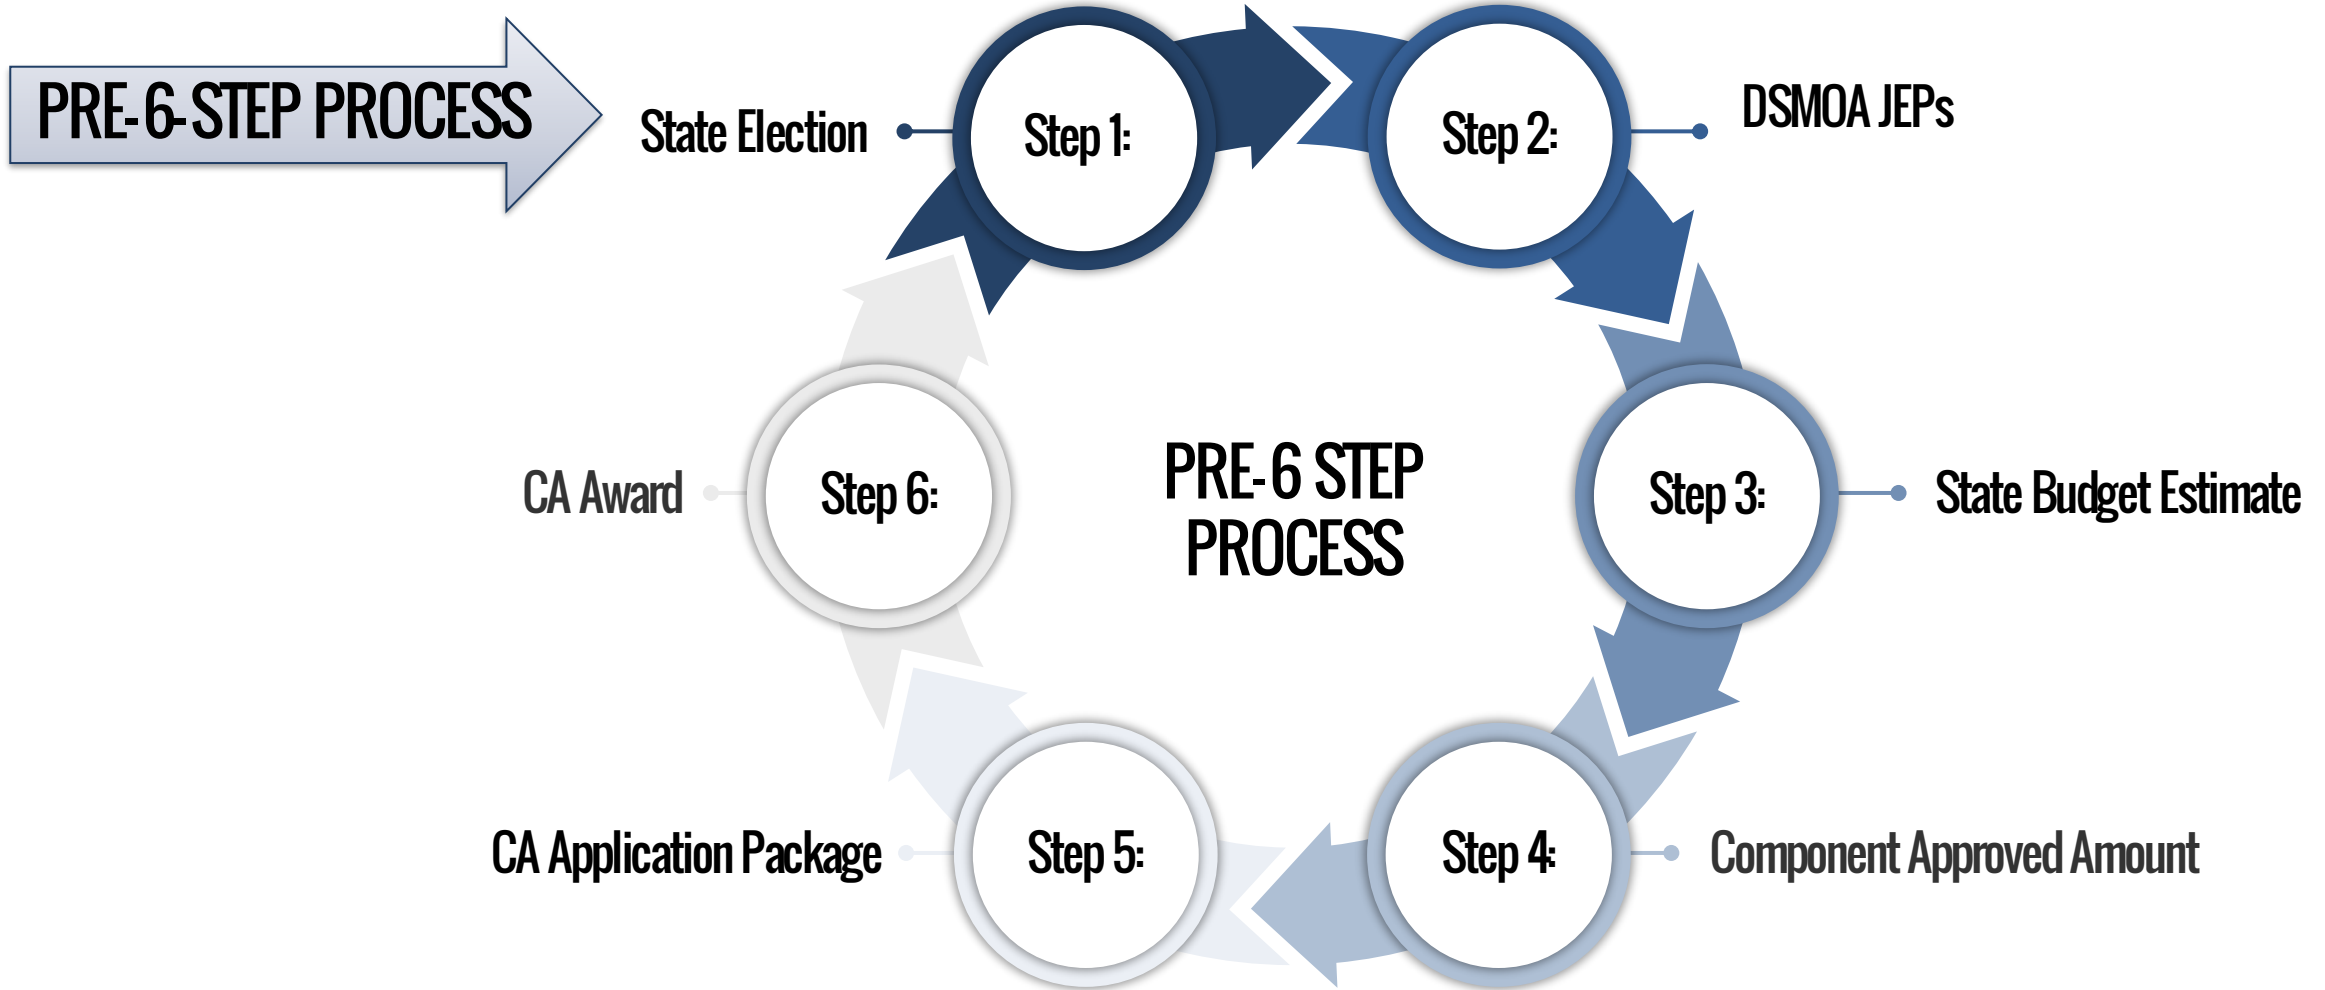 PRE-6-STEP PROCESS
State Election
Step 1:
Step 2:
DSMOA JEPs
CA Award
Step 6:
PRE-6 STEP
PROCESS
Step 3:
State Budget Estimate
CA Application Package
Step 5:
Step 4:
Component Approved Amount